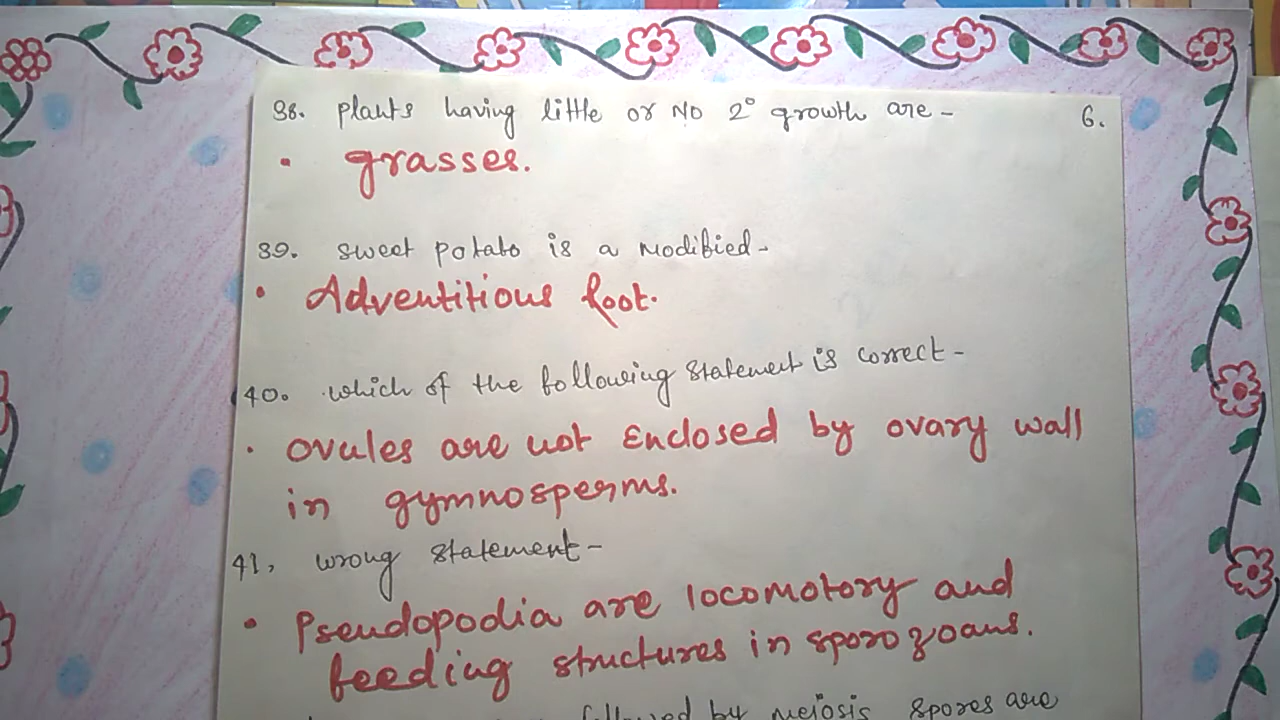 38. plants having little or NO 2° growth are - 6.
• grasses.
39. sweet potato is a modified -
• Adventitious Root.
40. which of the following statement is correct -
• ovules are not Enclosed by ovary wall
in gymnosperms.
41, wrong statement -
• Pseudopodia are locomotory and
feeding structures in sporozoans.
followed by meiosis spores are